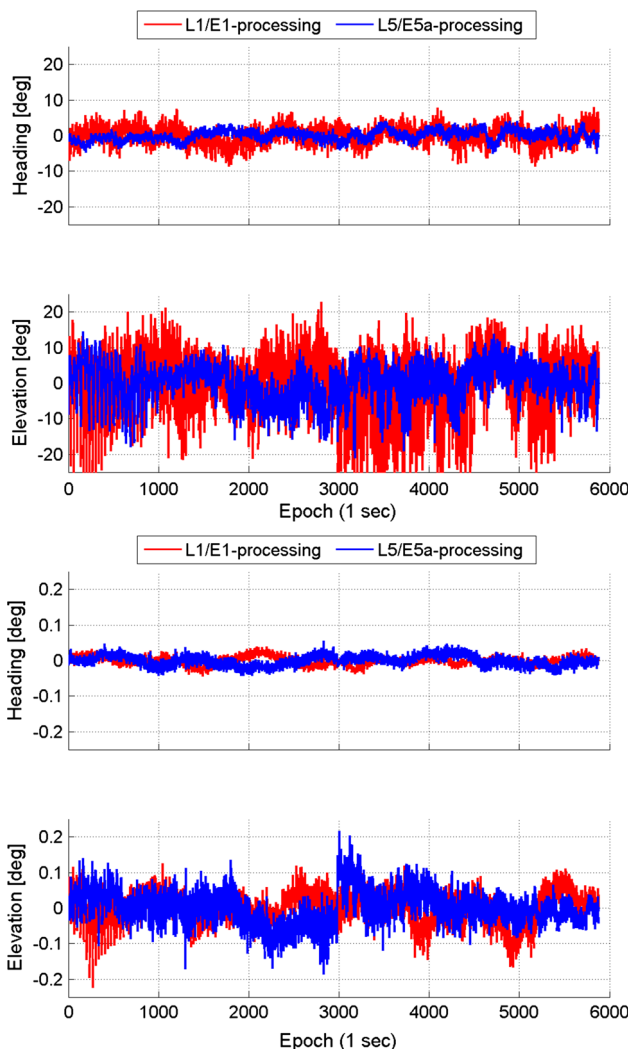 L1/E1-processing L5/E5a-processing
Heading [deg]
20
10
0
-10
-20
Elevation [deg]
20
10
0
-10
-20
0 1000 2000 3000 4000 5000 6000
Epoch (1 sec)
L1/E1-processing L5/E5a-processing
Heading [deg]
0.2
0.1
0
-0.1
-0.2
Elevation [deg]
0.2
0.1
0
-0.1
-0.2
0 1000 2000 3000 4000 5000 6000
Epoch (1 sec)